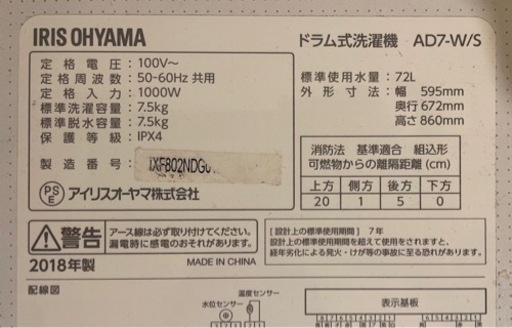 IRIS OHYAMA
ドラム式洗濯機 AD7-W/S
定格電圧：100V〜
定格周波数：50-60Hz 共用
定格入力：1000W
標準洗濯容量：7.5kg
標準脱水容量：7.5kg
保護等級：IPX4
製造番号：IXF802NDG
PSE アイリスオーヤマ株式会社
標準使用水量：72L
外形寸法：幅 595mm
奥行 672mm
高さ 860mm
消防法 基準適合 組込形
可燃物からの離隔距離(cm)
上方 側方 後方 下方
20 1 5 0
警告
アース線は必ず取り付けてください。
漏電時に感電のおそれがあります。
2018年製
MADE IN CHINA
[設計上の標準使用期間] 7年
設計上の標準使用期間を超えて使用をされますと、
経年劣化による発火・けが等の事故に至る恐れがあります。
配線図
水位センサー
温度センサー
表示基板